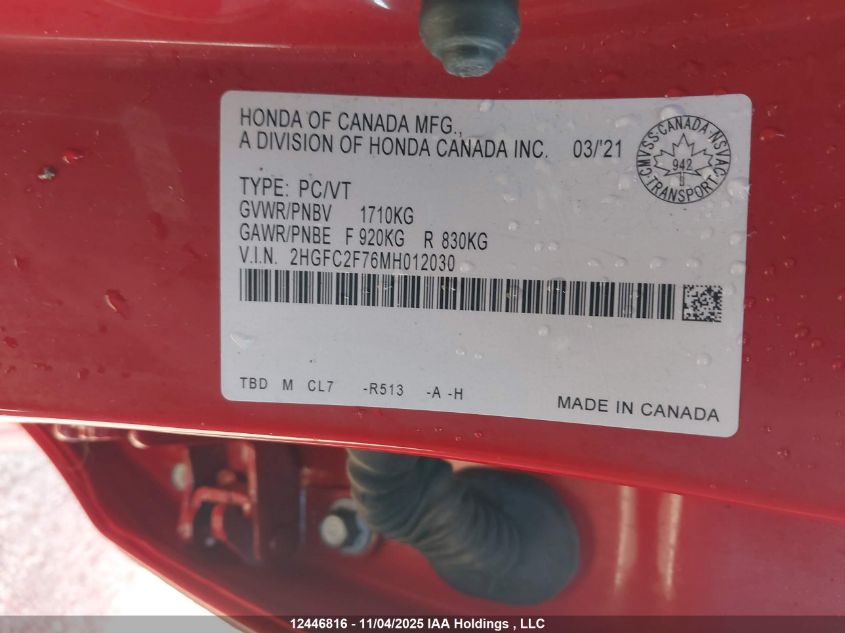 HONDA OF CANADA MFG.,
A DIVISION OF HONDA CANADA INC. 03/'21
CMVSS·CANADA·NSVAC
942
TRANSPORT
TYPE: PC/VT
GVWR/PNBV 1710KG
GAWR/PNBE F 920KG R 830KG
V.I.N. 2HGFC2F76MH012030
TBD M CL7 -R513 -A -H
MADE IN CANADA
12446816 - 11/04/2025 IAA Holdings , LLC